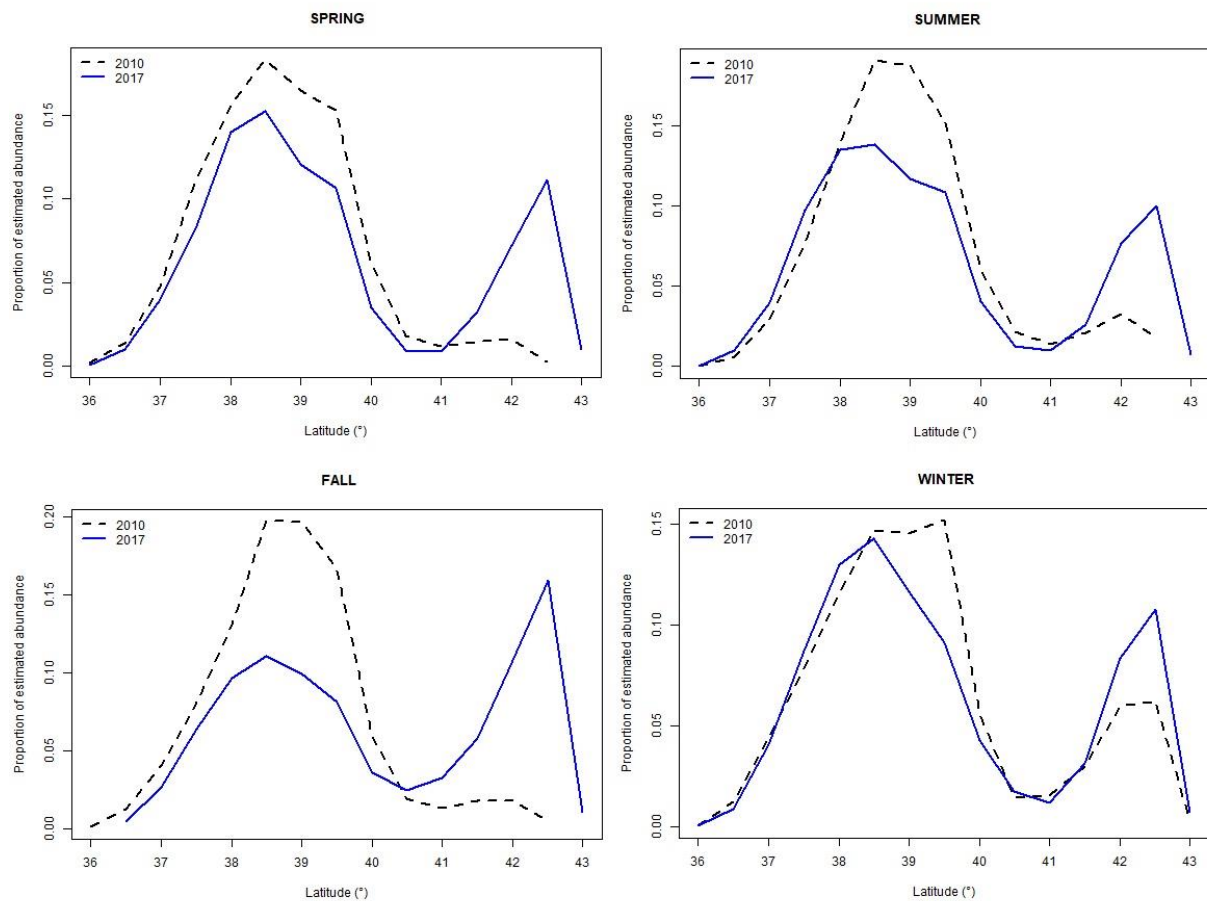 SPRING
2010
2017
Proportion of estimated abundance
0.15
0.10
0.05
0.00
36 37 38 39 40 41 42 43
Latitude (°)
SUMMER
2010
2017
Proportion of estimated abundance
0.15
0.10
0.05
0.00
36 37 38 39 40 41 42 43
Latitude (°)
FALL
2010
2017
Proportion of estimated abundance
0.20
0.15
0.10
0.05
0.00
36 37 38 39 40 41 42 43
Latitude (°)
WINTER
2010
2017
Proportion of estimated abundance
0.15
0.10
0.05
0.00
36 37 38 39 40 41 42 43
Latitude (°)